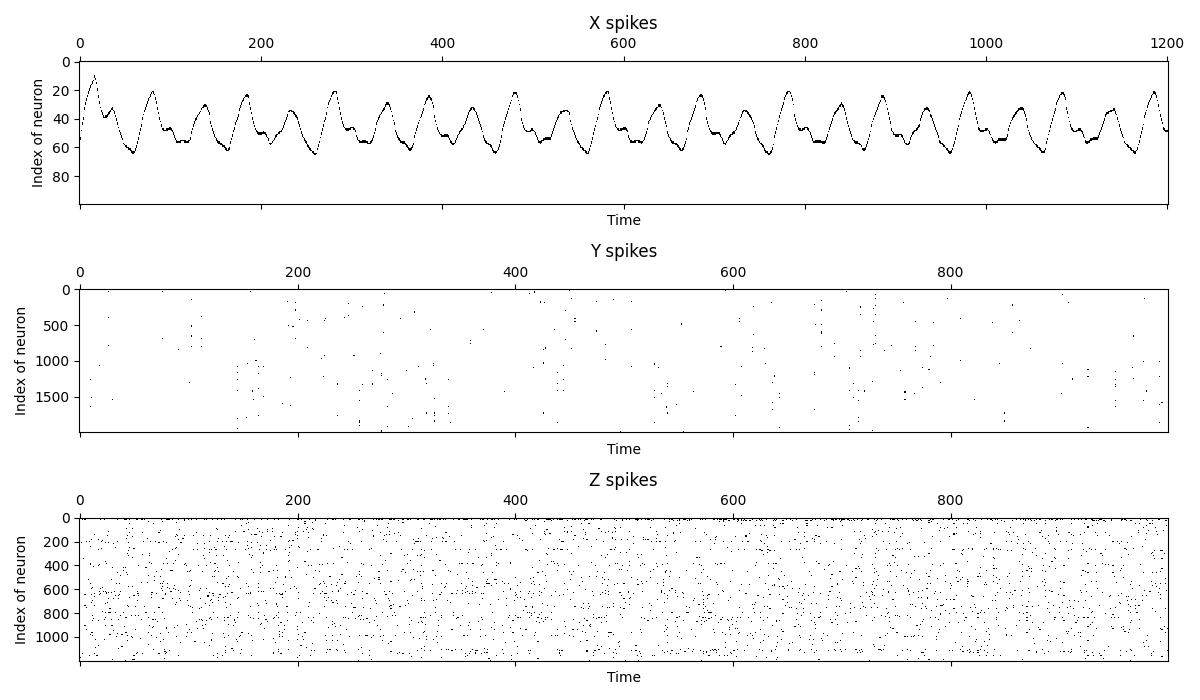 X spikes
0 200 400 600 800 1000 1200
0
20
40
60
80
Index of neuron
Time
Y spikes
0 200 400 600 800
0
500
1000
1500
Index of neuron
Time
Z spikes
0 200 400 600 800
0
200
400
600
800
1000
Index of neuron
Time